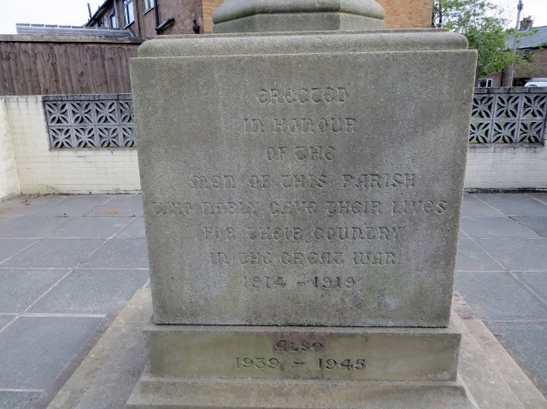 ERECTED
IN HONOUR
OF THE
MEN OF THIS PARISH
WHO NOBLY GAVE THEIR LIVES
FOR THEIR COUNTRY
IN THE GREAT WAR
1914 - 1919
ALSO
1939 - 1945